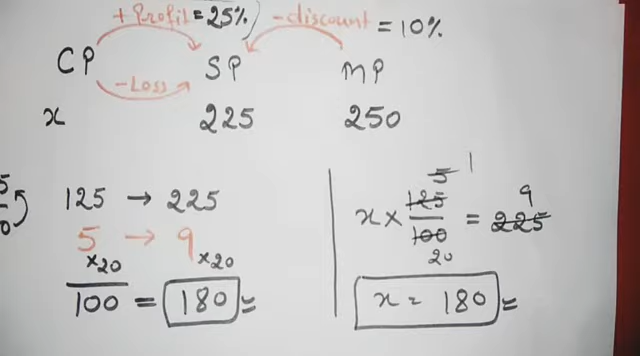 + Profit = 25% - discount = 10%
CP SP MP
- Loss
x 225 250
125 → 225
5 → 9
×20 ×20
100 = 180
5 1
x × 125/100 = 225
9
20
x = 180